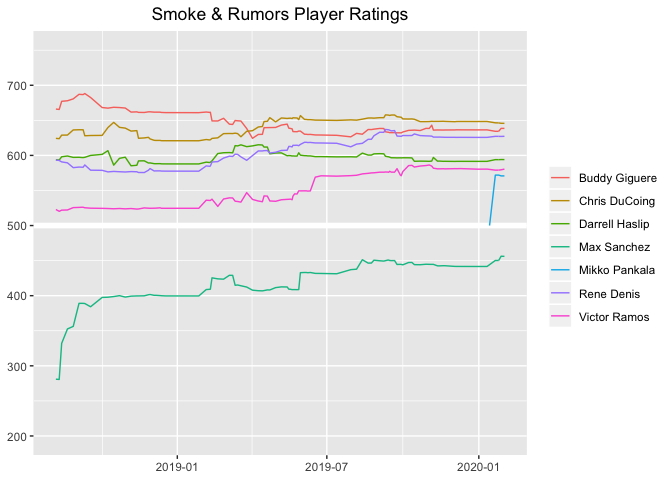 Smoke & Rumors Player Ratings
700
600
500
400
300
200
2019-01
2019-07
2020-01
Buddy Giguere
Chris DuCoing
Darrell Haslip
Max Sanchez
Mikko Pankala
Rene Denis
Victor Ramos